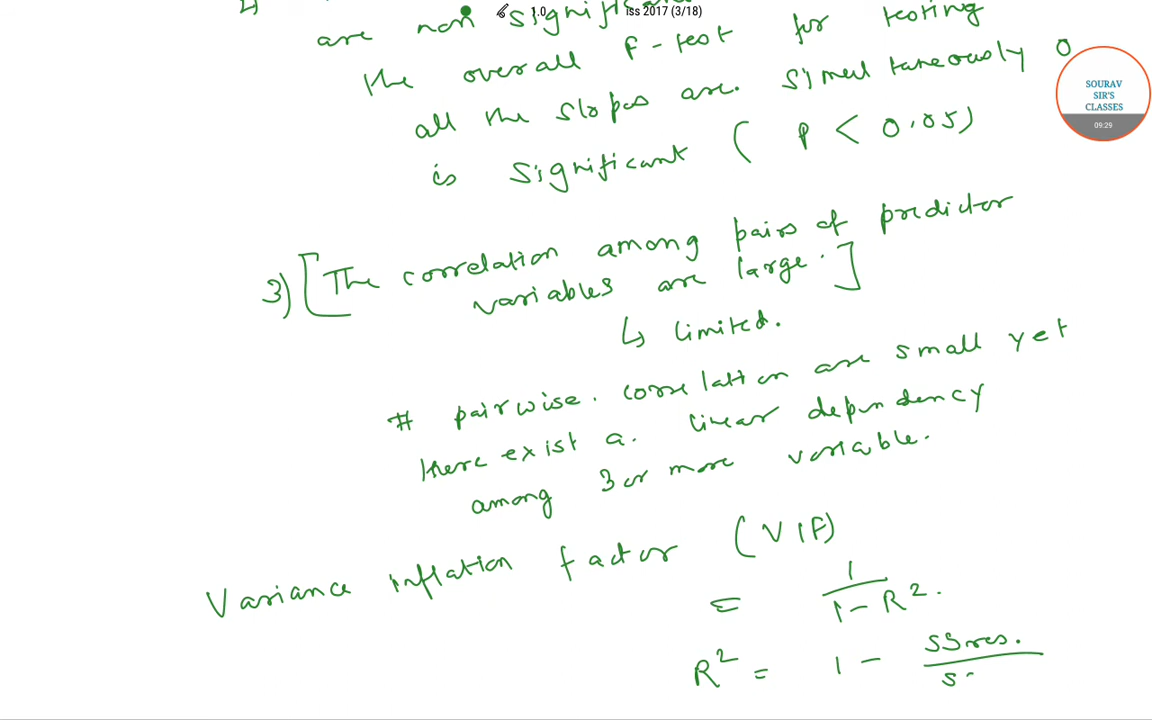 1.0
iss 2017 (3/18)
are non signific
the overall F-test for testing
all the slopes are. simultaneously 0
is significant ( P < 0.05)
SOURAV
SIR'S
CLASSES
09:29
3) [The correlation among pairs of predictor
variables are large.]
↳ limited.
# pairwise. correlation are small yet
there exist a. linear dependency
among 3 or more variable.
Variance inflation factor (VIF)
= 1/1-R².
R² = 1 - SSres./S